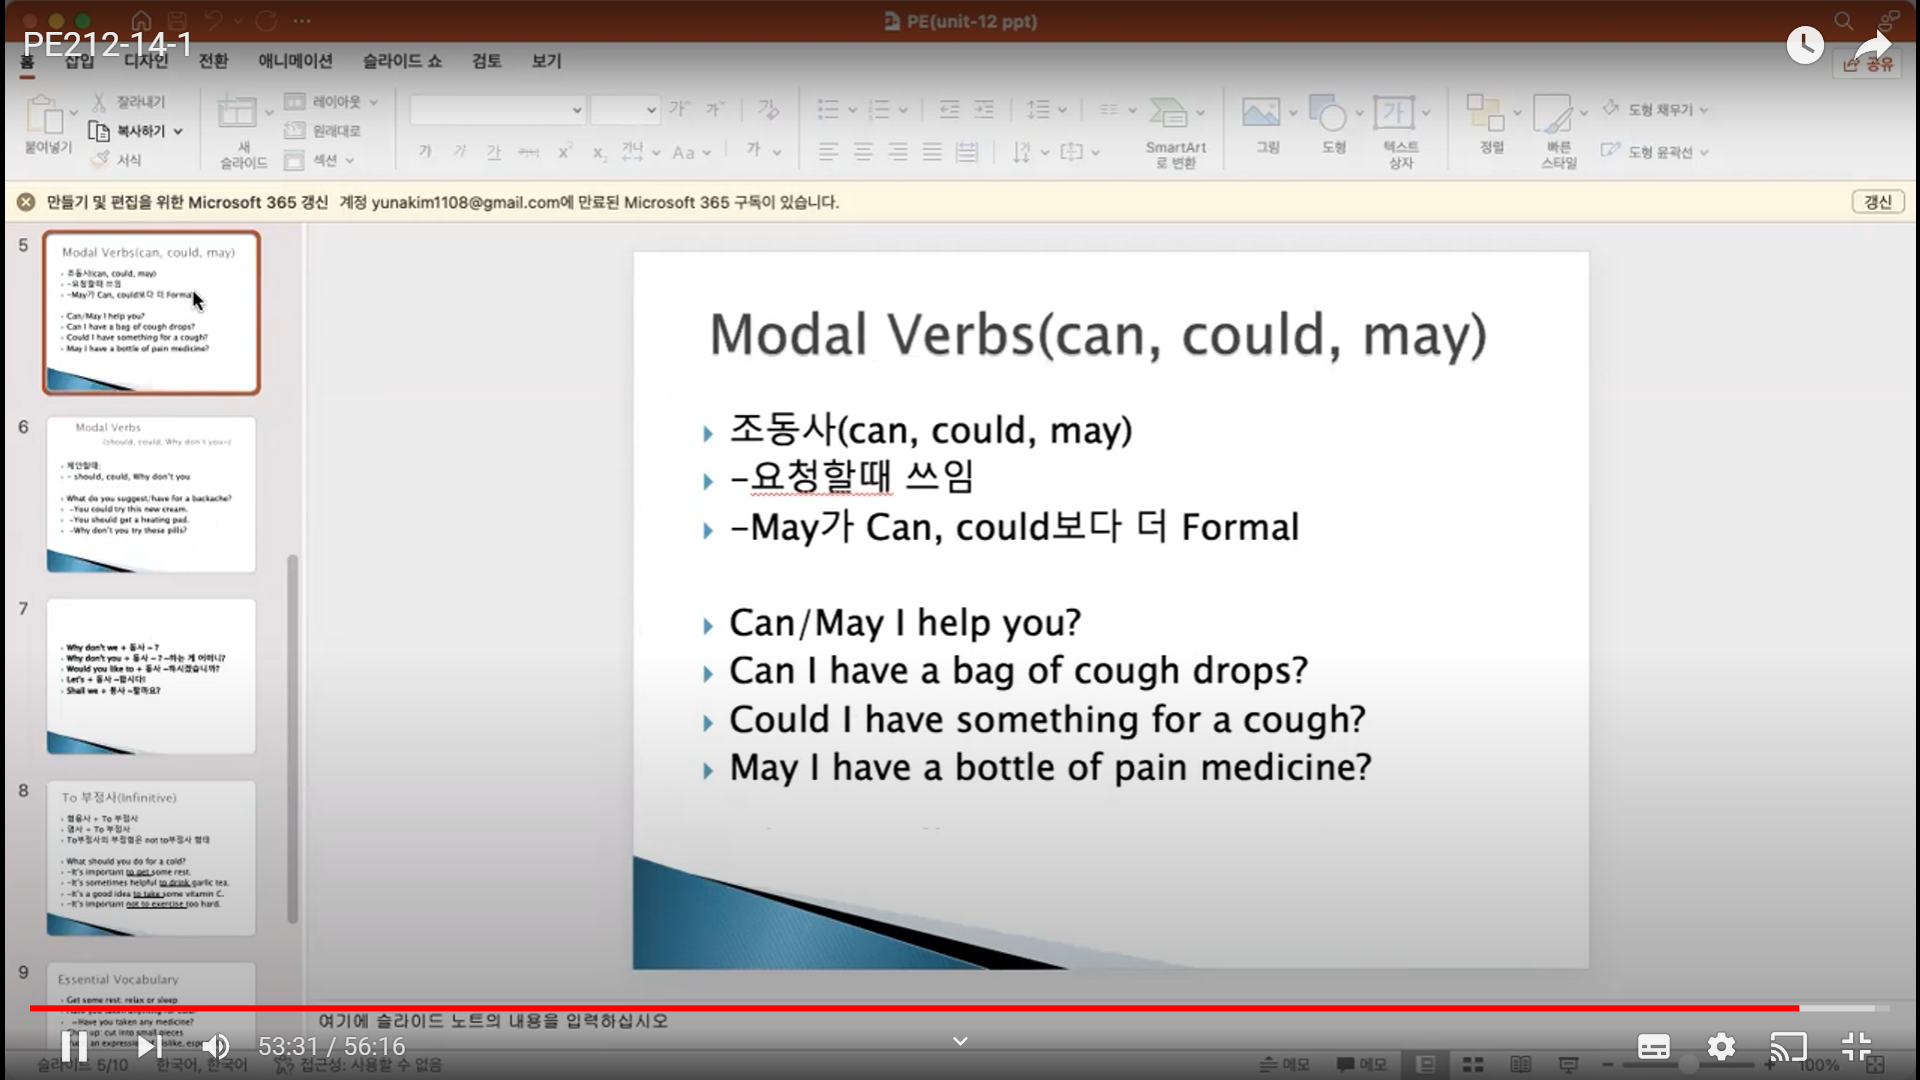 PE(unit-12 ppt)
PE212-14-1
공유
홈 삽입 디자인 전환 애니메이션 슬라이드 쇼 검토 보기
붙여넣기
잘라내기
복사하기
서식
새
슬라이드
레이아웃
원래대로
섹션
SmartArt
로 변환
그림
도형
텍스트
상자
정렬
빠른
스타일
도형 채우기
도형 윤곽선
만들기 및 편집을 위한 Microsoft 365 갱신 계정 yunakim1108@gmail.com에 만료된 Microsoft 365 구독이 있습니다.
갱신
5
Modal Verbs(can, could, may)
조동사(can, could, may)
-요청할때 쓰임
-May가 Can, could보다 더 Formal
Can/May I help you?
Can I have a bag of cough drops?
Could I have something for a cough?
May I have a bottle of pain medicine?
6
Modal Verbs
(should, could, Why don't you~)
제안할때:
- should, could, Why don't you
What do you suggest/have for a backache?
-You could try this new cream.
-You should get a heating pad.
-Why don't you try these pills?
7
Why don't we + 동사 ~ ?
Why don't you + 동사 ~ ? ~하는 게 어떠니?
Would you like to + 동사 ~하시겠습니까?
Let's + 동사 ~합시다!
Shall we + 동사 ~할까요?
8
To 부정사(Infinitive)
형용사 + To 부정사
명사 + To 부정사
To부정사의 부정형은 not to부정사 형태
What should you do for a cold?
-It's important to get some rest.
-It's sometimes helpful to drink garlic tea.
-It's a good idea to take some vitamin C.
-It's important not to exercise too hard.
9
Essential Vocabulary
Get some rest: relax or sleep
-Have you taken any medicine?
up: cut into small pieces
an expression of dislike,
Modal Verbs(can, could, may)
조동사(can, could, may)
-요청할때 쓰임
-May가 Can, could보다 더 Formal
Can/May I help you?
Can I have a bag of cough drops?
Could I have something for a cough?
May I have a bottle of pain medicine?
여기에 슬라이드 노트의 내용을 입력하십시오
53:31 / 56:16
슬라이드 5/10 한국어, 한국어 접근성: 사용할 수 없음
메모 메모 100%